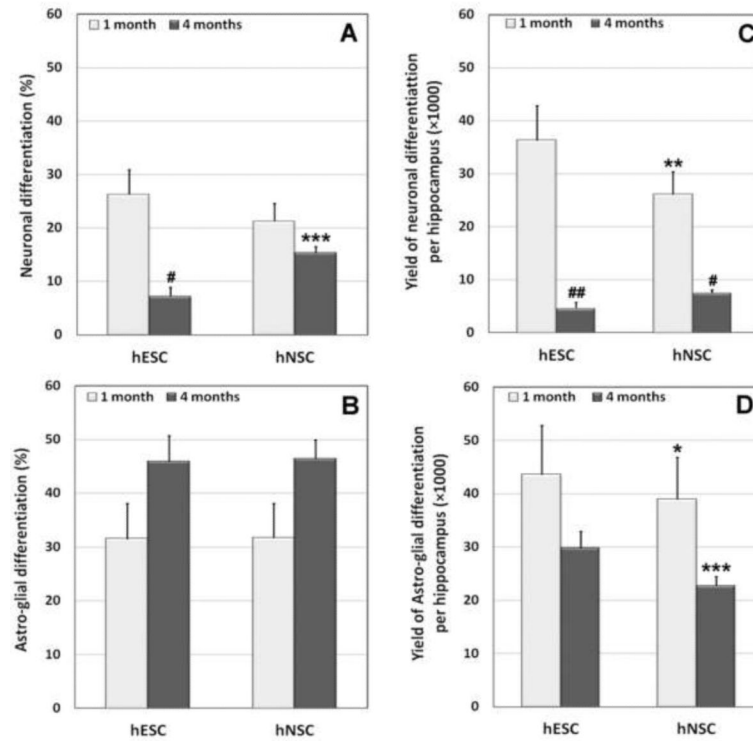 1 month 4 months A
60
50
40
30
20
10
0
Neuronal differentiation (%)
#
***
hESC hNSC
1 month 4 months C
60
50
40
30
20
10
0
Yield of neuronal differentiattion
per hippocampus (×1000)
##
**
#
hESC hNSC
1 month 4 months B
60
50
40
30
20
10
0
Astro-glial differentiation (%)
hESC hNSC
1 month 4 months D
60
50
40
30
20
10
0
Yield of Astro-glial differentiation
per hippocampus (×1000)
*
***
hESC hNSC